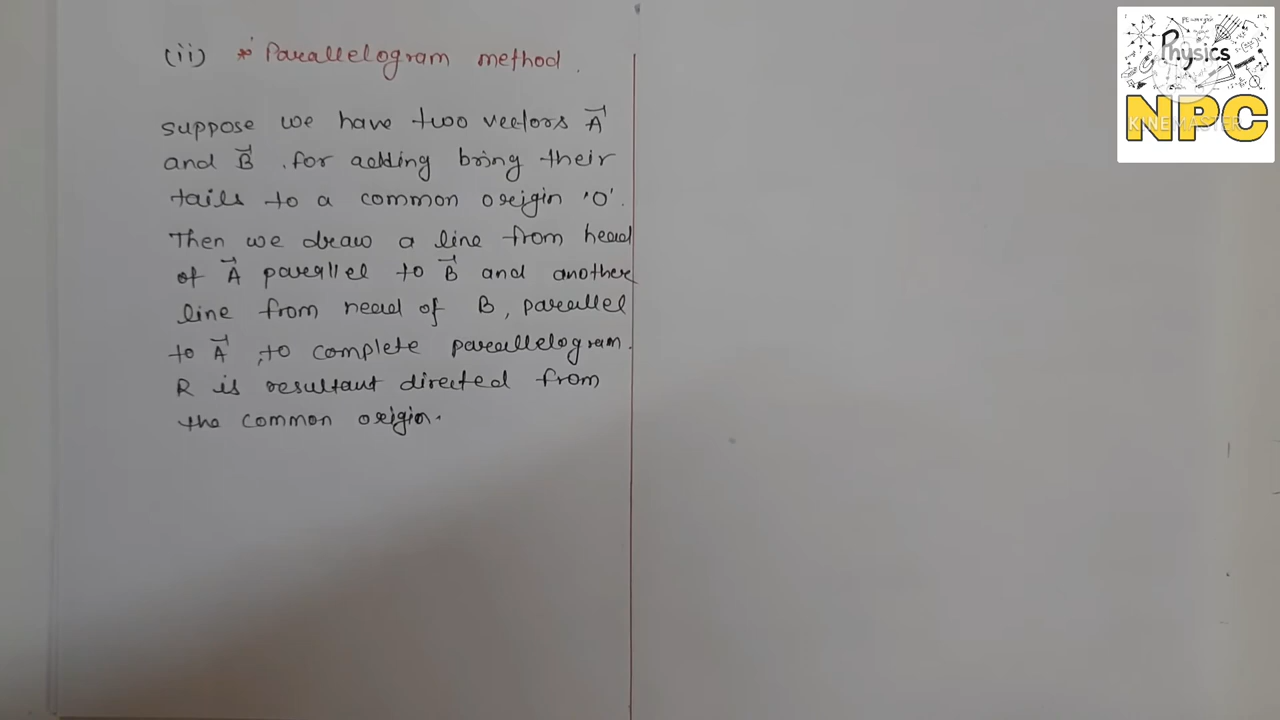 (ii) * Parallelogram method.
suppose we have two vectors A⃗
and B⃗ .for adding bring their
tails to a common origin 'O'.
Then we draw a line from head
of A⃗ parallel to B⃗ and another
line from head of B, parallel
to A⃗ ,to complete parallelogram.
R is resultant directed from
the common origin.
Physics
NPC
KINEMASTER